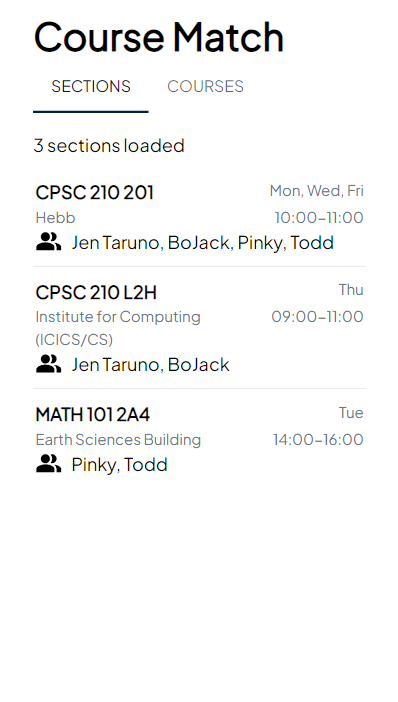 Course Match
SECTIONS COURSES
3 sections loaded
CPSC 210 201 Mon, Wed, Fri
Hebb 10:00–11:00
Jen Taruno, BoJack, Pinky, Todd
CPSC 210 L2H Thu
Institute for Computing 09:00–11:00
(ICICS/CS)
Jen Taruno, BoJack
MATH 101 2A4 Tue
Earth Sciences Building 14:00–16:00
Pinky, Todd